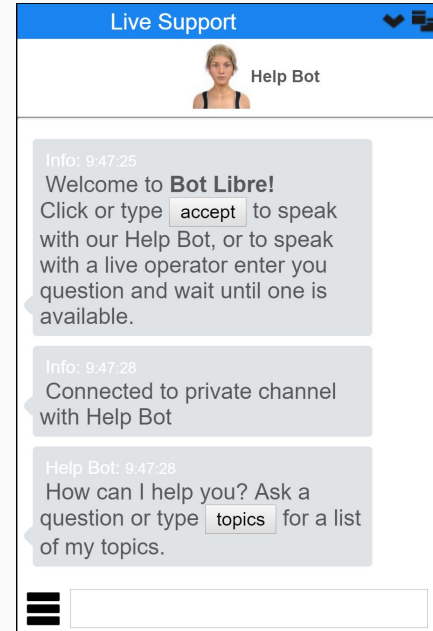 Live Support
Help Bot
Info: 9:47:25
Welcome to Bot Libre!
Click or type accept to speak
with our Help Bot, or to speak
with a live operator enter you
question and wait until one is
available.
Info: 9:47:28
Connected to private channel
with Help Bot
Help Bot: 9:47:28
How can I help you? Ask a
question or type topics for a list
of my topics.